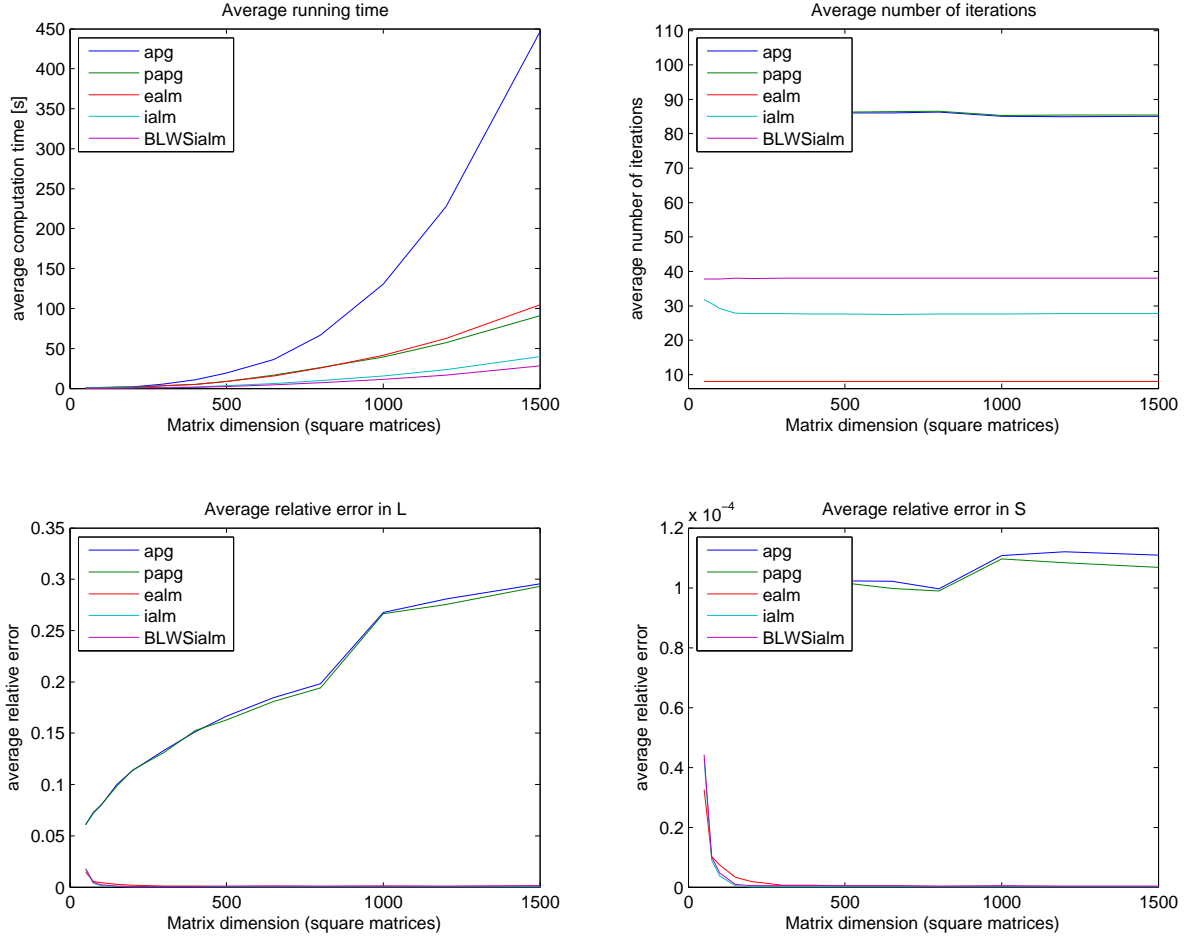 Average running time
450
400
350
300
250
200
150
100
50
0
average computation time [s]
apg
papg
ealm
ialm
BLWSialm
0
500
1000
1500
Matrix dimension (square matrices)
Average number of iterations
110
100
90
80
70
60
50
40
30
20
10
average number of iterations
apg
papg
ealm
ialm
BLWSialm
0
500
1000
1500
Matrix dimension (square matrices)
Average relative error in L
0.35
0.3
0.25
0.2
0.15
0.1
0.05
0
average relative error
apg
papg
ealm
ialm
BLWSialm
0
500
1000
1500
Matrix dimension (square matrices)
Average relative error in S
x 10⁻⁴
1.2
1
0.8
0.6
0.4
0.2
0
average relative error
apg
papg
ealm
ialm
BLWSialm
0
500
1000
1500
Matrix dimension (square matrices)